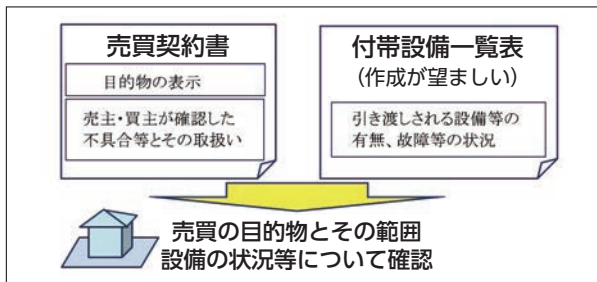 売買契約書
目的物の表示
売主・買主が確認した
不具合等とその取扱い
付帯設備一覧表
(作成が望ましい)
引き渡しされる設備等の
有無、故障等の状況
売買の目的物とその範囲
設備の状況等について確認